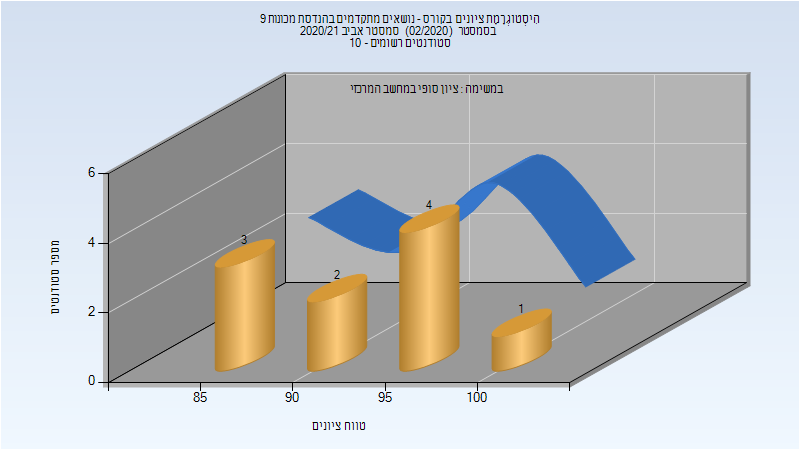 היסטוגרמת ציונים בקורס - נושאים מתקדמים בהנדסת מכונות 9
בסמסטר (02/2020) סמסטר אביב 2020/21
סטודנטים רשומים - 10
במשימה : ציון סופי במחשב המרכזי
מספר סטודנטים
6
4
2
0
3
2
4
1
85
90
95
100
טווח ציונים